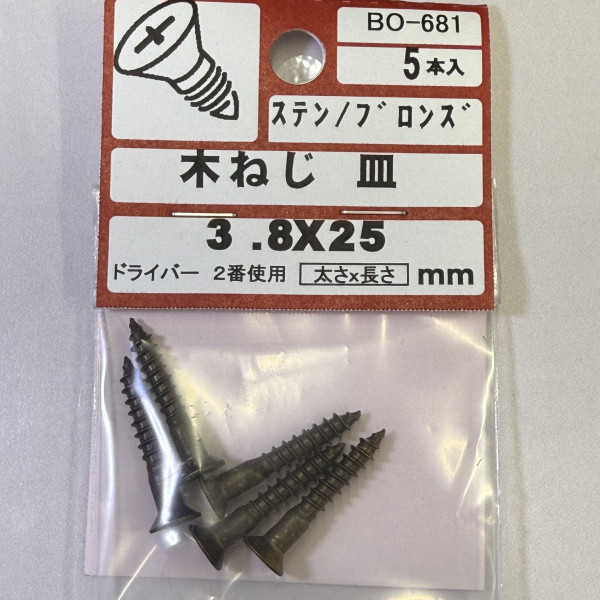 BO-681
5本入
ステン/ブロンズ
木ねじ 皿
3.8X25
ドライバー 2番使用 太さx長さ mm